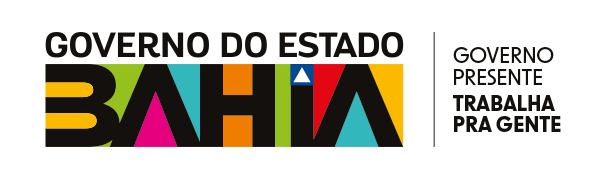 GOVERNO DO ESTADO
BAHIA
GOVERNO
PRESENTE
TRABALHA
PRA GENTE